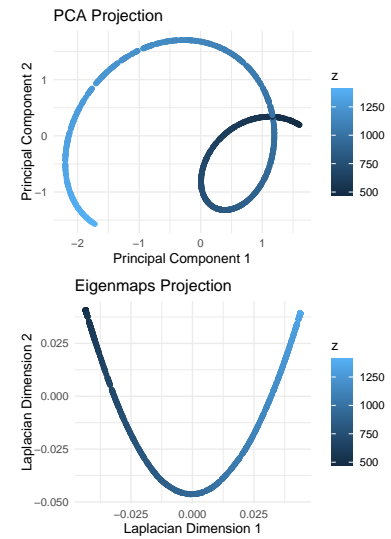 PCA Projection
Principal Component 2
1
0
−1
−2
−1
0
1
Principal Component 1
z
1250
1000
750
500
Eigenmaps Projection
Laplacian Dimension 2
0.025
0.000
−0.025
−0.050
−0.025
0.000
0.025
Laplacian Dimension 1
z
1250
1000
750
500